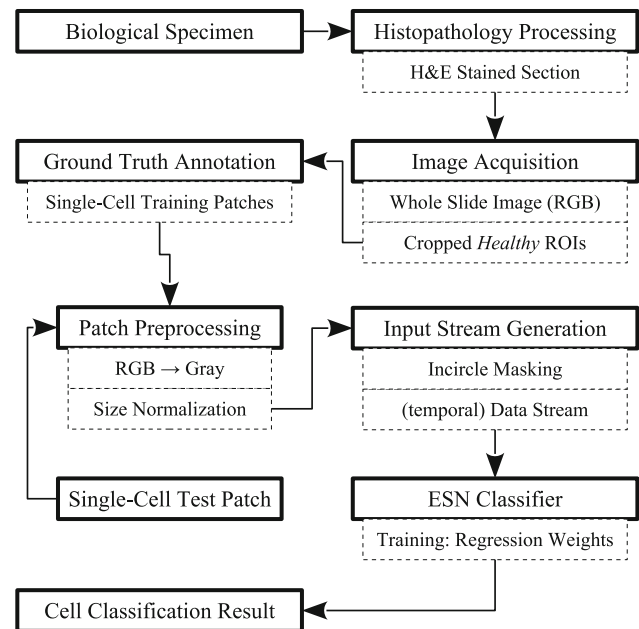 Biological Specimen
Histopathology Processing
H&E Stained Section
Ground Truth Annotation
Single-Cell Training Patches
Image Acquisition
Whole Slide Image (RGB)
Cropped Healthy ROIs
Patch Preprocessing
RGB → Gray
Size Normalization
Input Stream Generation
Incircle Masking
(temporal) Data Stream
Single-Cell Test Patch
ESN Classifier
Training: Regression Weights
Cell Classification Result